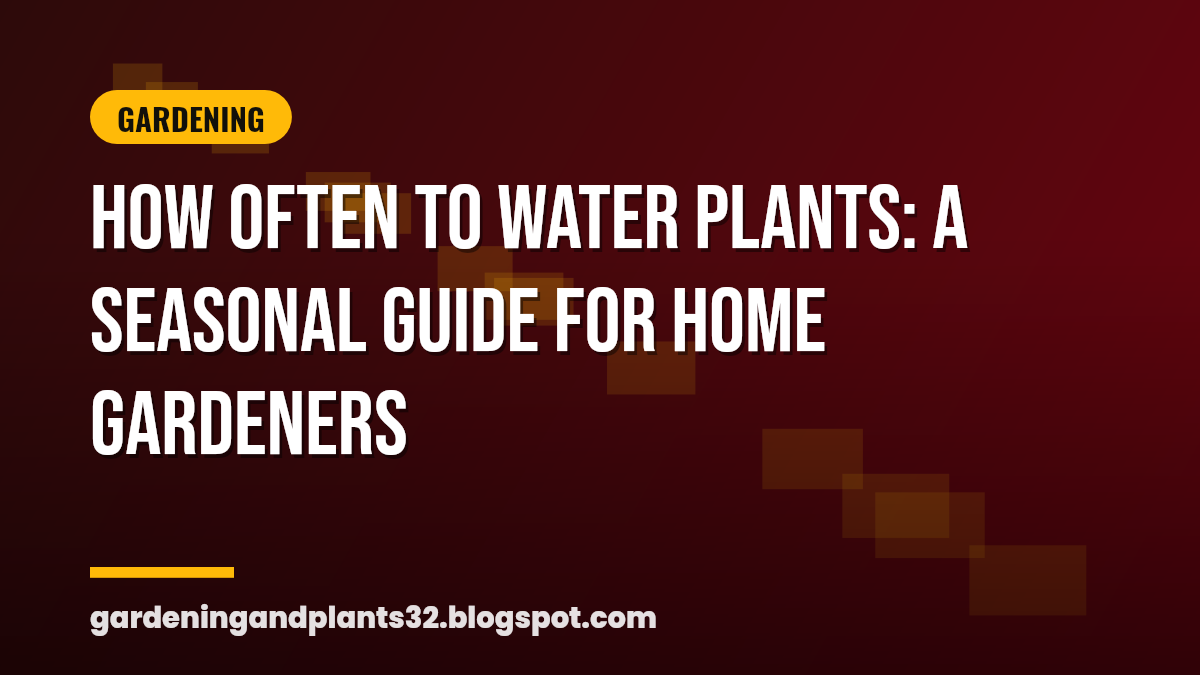 GARDENING
HOW OFTEN TO WATER PLANTS: A
SEASONAL GUIDE FOR HOME
GARDENERS
gardeningandplants32.blogspot.com